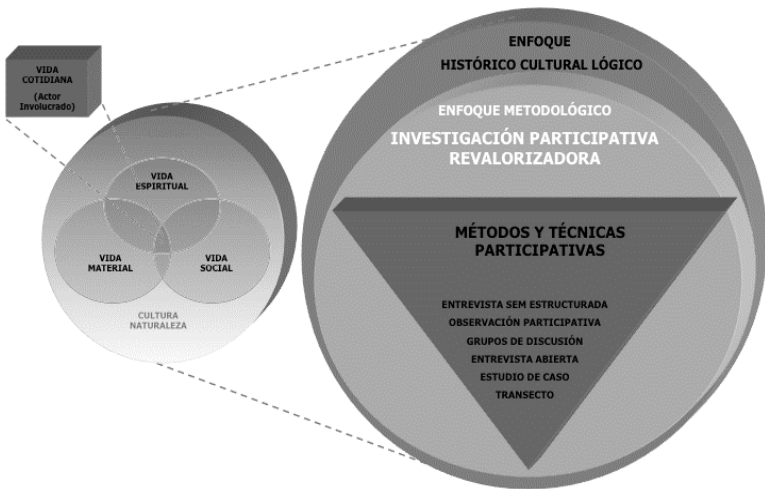 VIDA
COTIDIANA
(Actor
Involucrado)
VIDA
ESPIRITUAL
VIDA
MATERIAL
VIDA
SOCIAL
CULTURA
NATURALEZA
ENFOQUE
HISTÓRICO CULTURAL LÓGICO
ENFOQUE METODOLÓGICO
INVESTIGACIÓN PARTICIPATIVA
REVALORIZADORA
MÉTODOS Y TÉCNICAS
PARTICIPATIVAS
ENTREVISTA SEM ESTRUCTURADA
OBSERVACIÓN PARTICIPATIVA
GRUPOS DE DISCUSIÓN
ENTREVISTA ABIERTA
ESTUDIO DE CASO
TRANSECTO